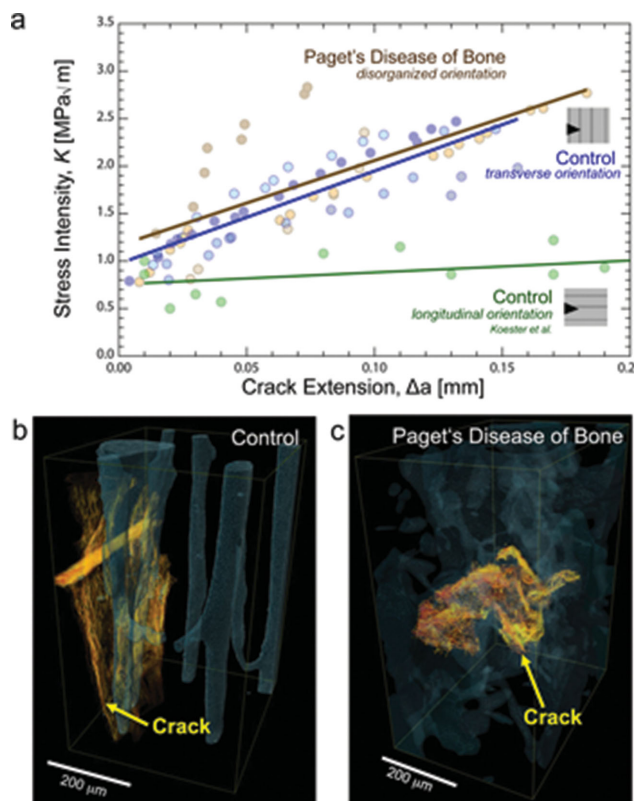 a
Paget's Disease of Bone
disorganized orientation
Control
transverse orientation
Control
longitudinal orientation
Koester et al.
Stress Intensity, K [MPa√m]
3.5
3.0
2.5
2.0
1.5
1.0
0.5
0.0
0.00
0.05
0.10
0.15
0.2
Crack Extension, Δa [mm]
b
Control
Crack
200 µm
c
Paget's Disease of Bone
Crack
200 µm